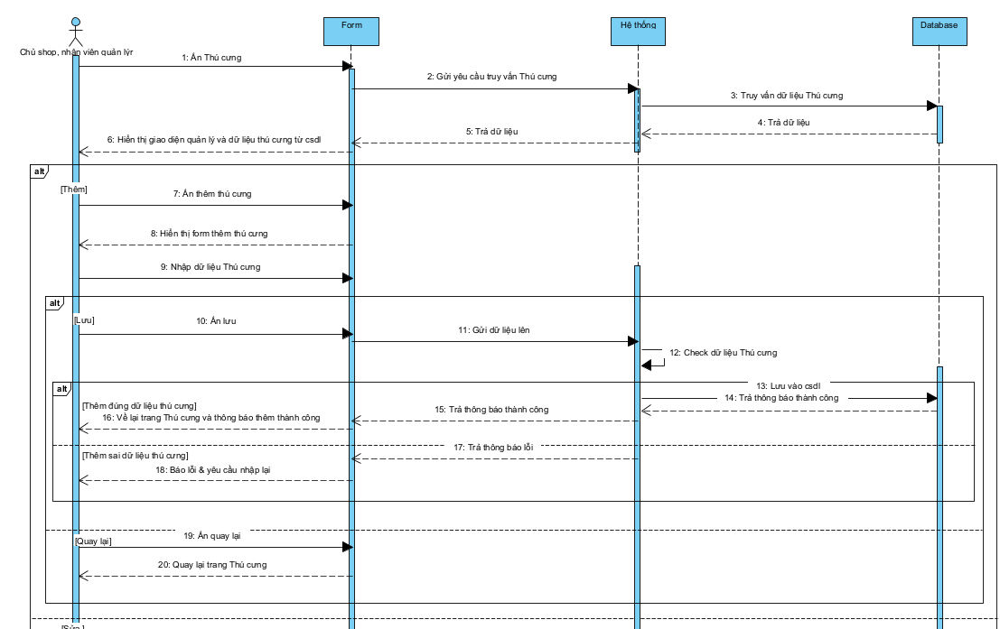 Form
Hệ thống
Database
Chủ shop, nhân viên quản lýr
1: Ấn Thú cưng
2: Gửi yêu cầu truy vấn Thú cưng
3: Truy vấn dữ liệu Thú cưng
4: Trả dữ liệu
5: Trả dữ liệu
6: Hiển thị giao diện quản lý và dữ liệu thú cưng từ csdl
alt
[Thêm]
7: Ấn thêm thú cưng
8: Hiển thị form thêm thú cưng
9: Nhập dữ liệu Thú cưng
alt
[Lưu]
10: Ấn lưu
11: Gửi dữ liệu lên
12: Check dữ liệu Thú cưng
alt
13: Lưu vào csdl
14: Trả thông báo thành công
[Thêm đúng dữ liệu thú cưng]
15: Trả thông báo thành công
16: Về lại trang Thú cưng và thông báo thêm thành công
17: Trả thông báo lỗi
[Thêm sai dữ liệu thú cưng]
18: Báo lỗi & yêu cầu nhập lại
19: Ấn quay lại
[Quay lại]
20: Quay lại trang Thú cưng
[Sửa]